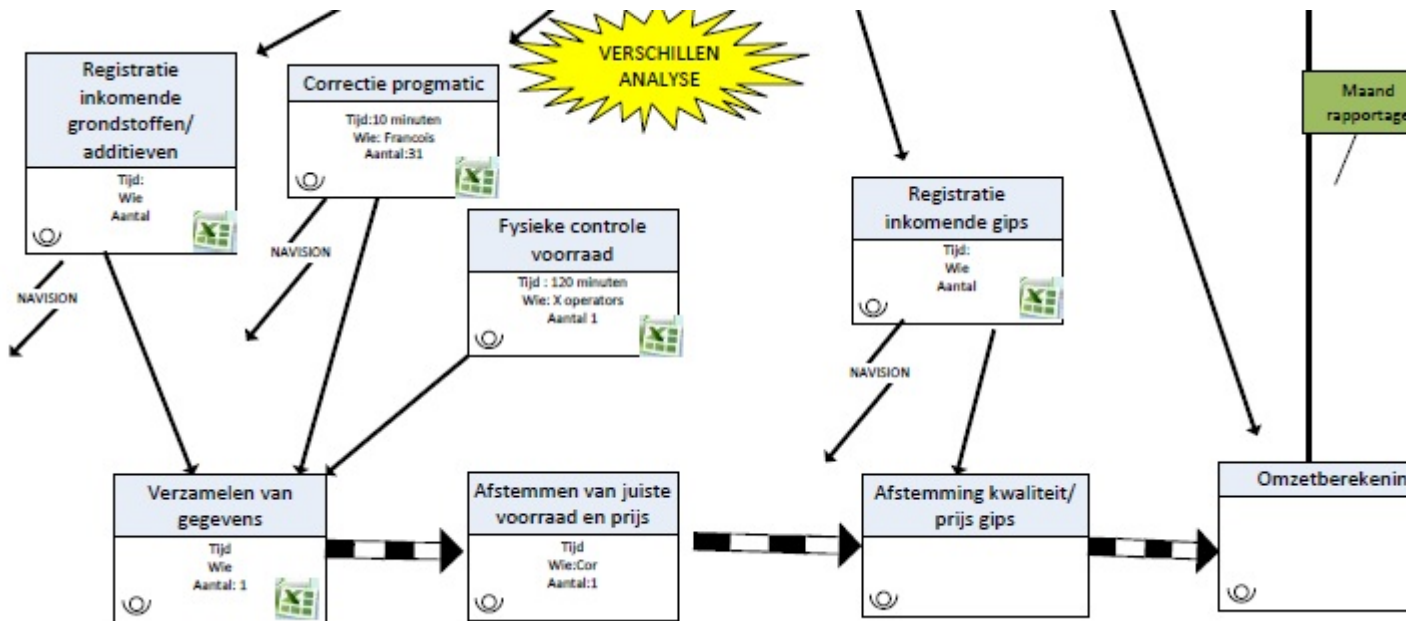 VERSCHILLEN
ANALYSE
Registratie
inkomende
grondstoffen/
additieven
Tijd:
Wie
Aantal
NAVISION
Correctie progmatic
Tijd:10 minuten
Wie: Francois
Aantal:31
NAVISION
Fysieke controle
voorraad
Tijd : 120 minuten
Wie: X operators
Aantal 1
Registratie
inkomende gips
Tijd:
Wie
Aantal
NAVISION
Maand
rapportage
Verzamelen van
gegevens
Tijd
Wie
Aantal: 1
Afstemmen van juiste
voorraad en prijs
Tijd
Wie:Cor
Aantal:1
Afstemming kwaliteit/
prijs gips
Omzetberekenin